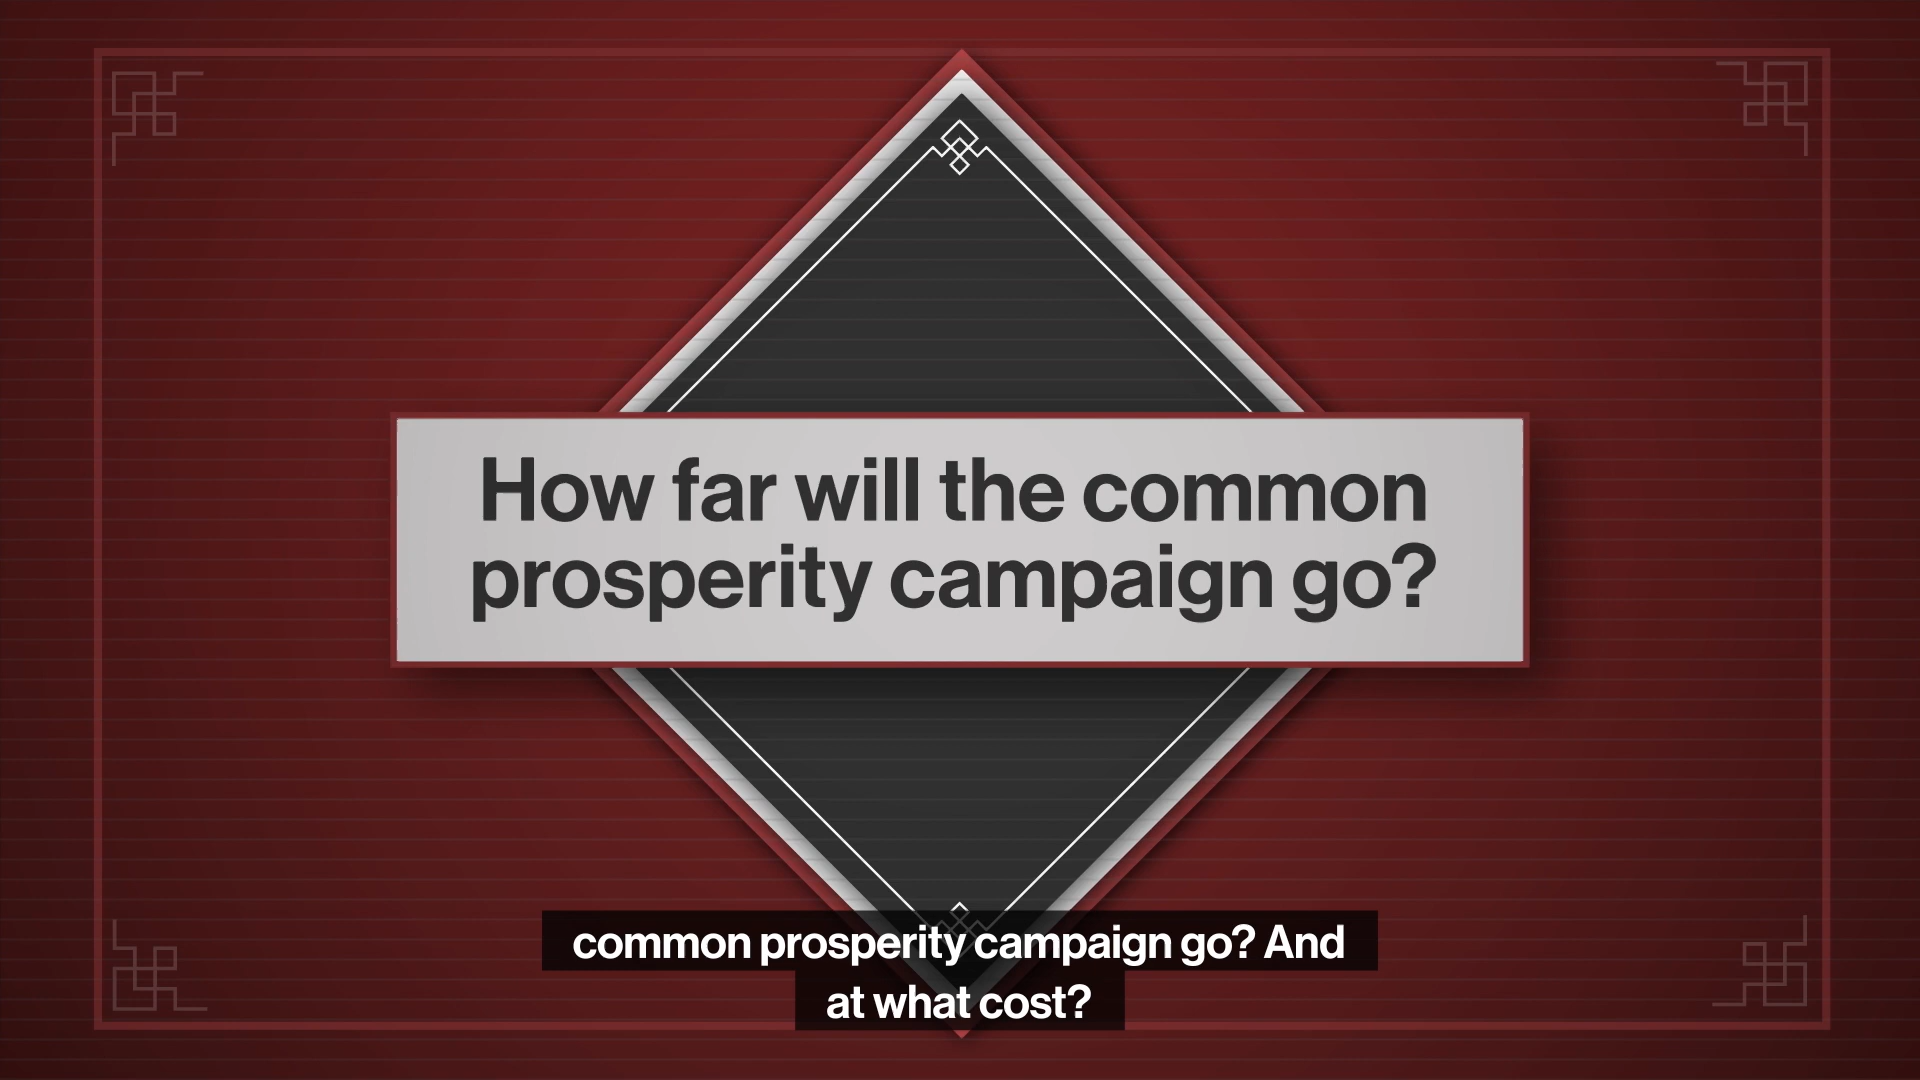 How far will the common
prosperity campaign go?
common prosperity campaign go? And
at what cost?